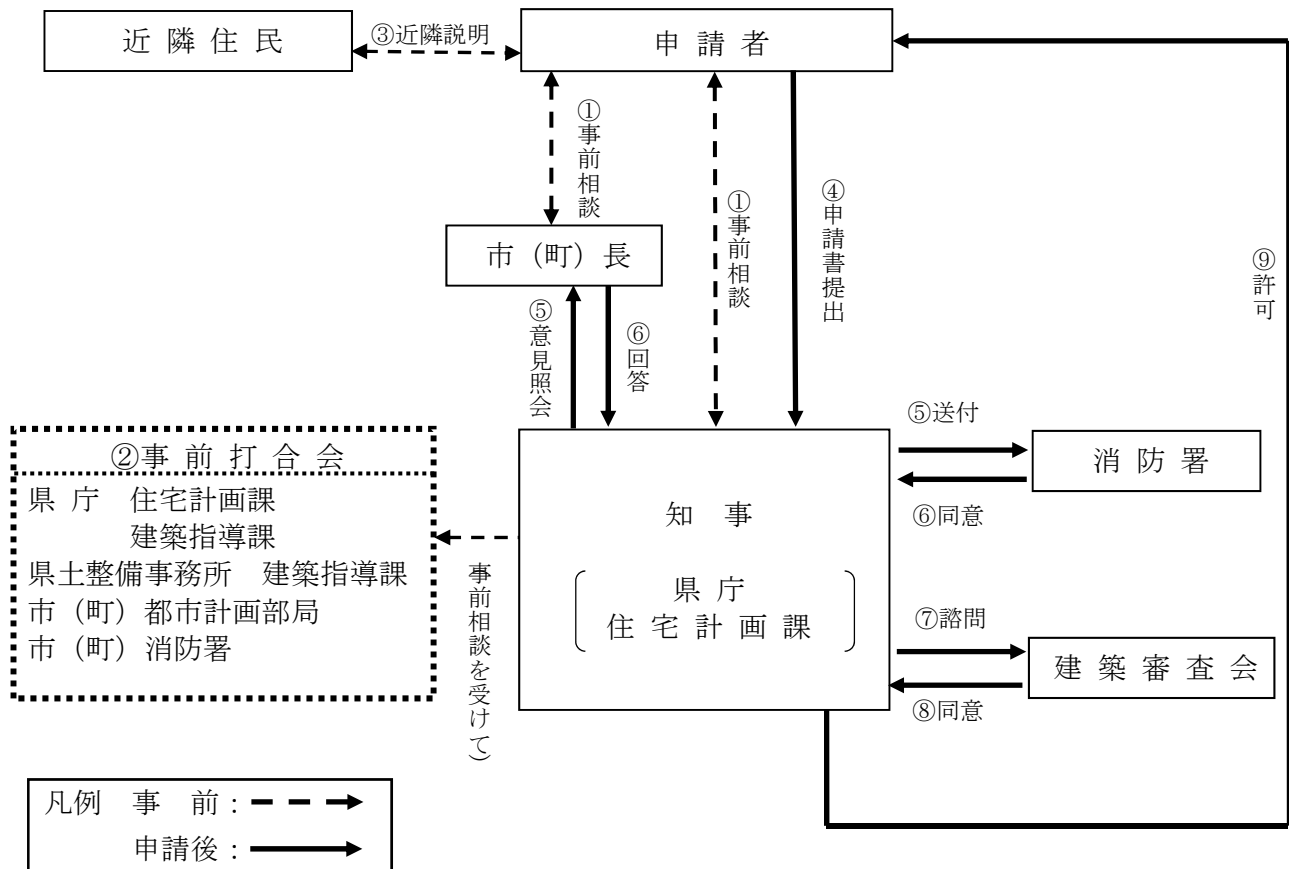 近 隣 住 民
③近隣説明
申 請 者
①事前相談
①事前相談
④申請書提出
⑨許可
市（町）長
⑤意見照会
⑥回答
②事 前 打 合 会
県 庁　住宅計画課
建築指導課
県土整備事務所　建築指導課
市（町）都市計画部局
市（町）消防署
事前相談を受けて）
知　事
県 庁
住 宅 計 画 課
⑤送付
消 防 署
⑥同意
⑦諮問
建 築 審 査 会
⑧同意
凡例　事　前：
申請後：